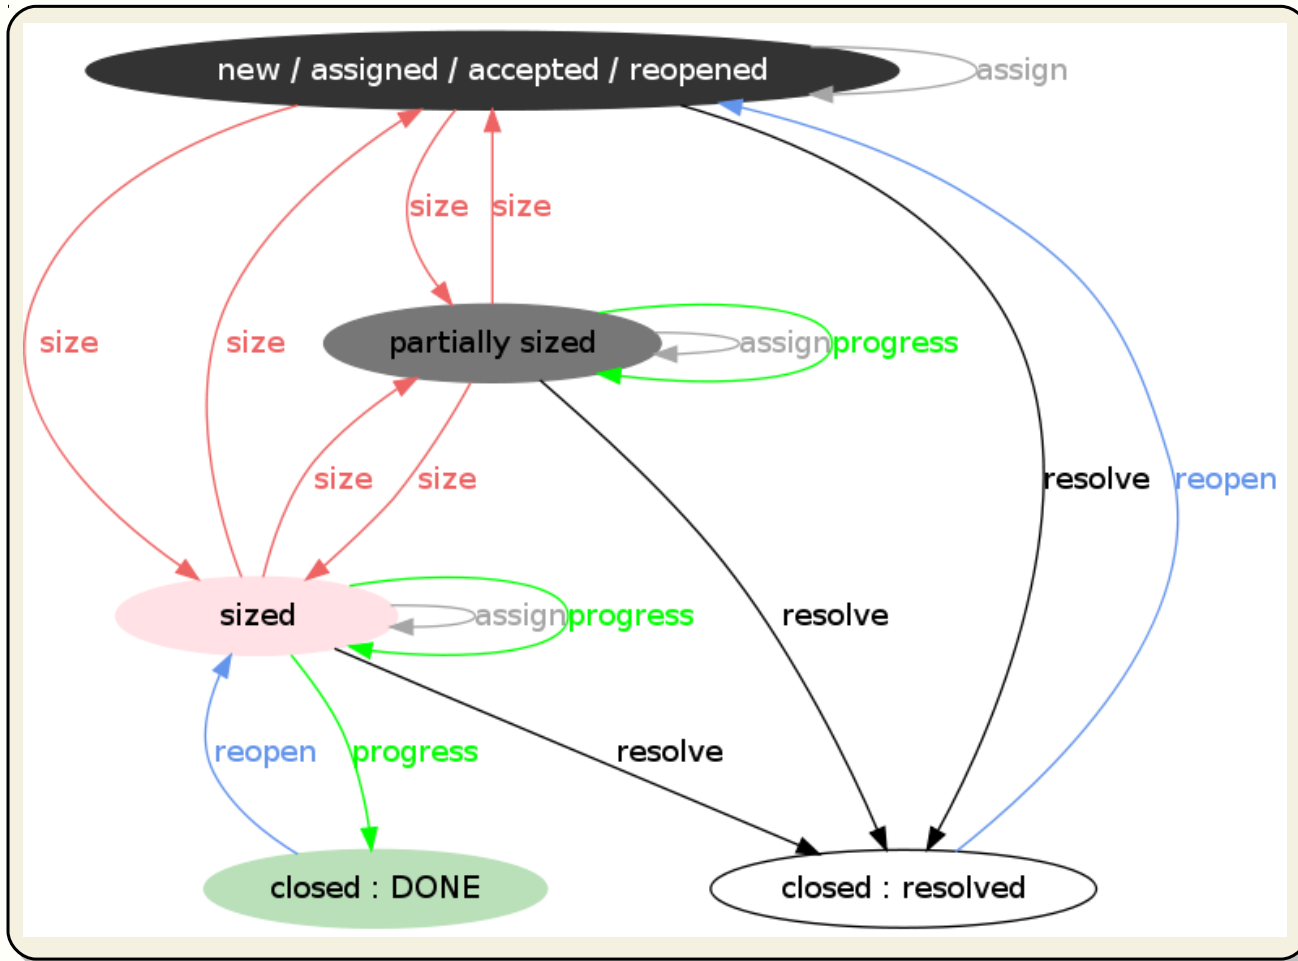 new / assigned / accepted / reopened
assign
size
size
size
size
partially sized
assign
progress
size
size
resolve
reopen
sized
assign
progress
resolve
reopen
progress
resolve
closed : DONE
closed : resolved